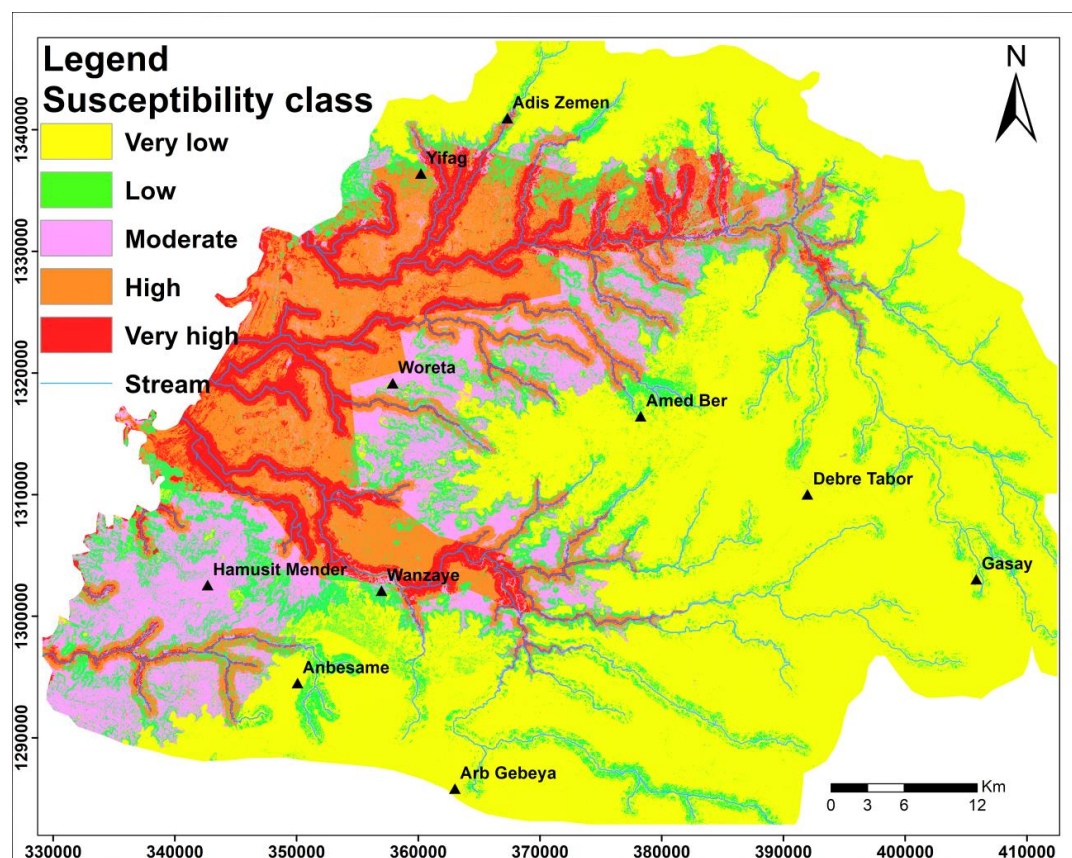 Legend
Susceptibility class
Very low
Low
Moderate
High
Very high
Stream
N
Adis Zemen
Yifag
Woreta
Amed Ber
Debre Tabor
Gasay
Hamusit Mender
Wanzaye
Anbesame
Arb Gebeya
Km
0 3 6 12
1340000
1330000
1320000
1310000
1300000
1290000
330000 340000 350000 360000 370000 380000 390000 400000 410000